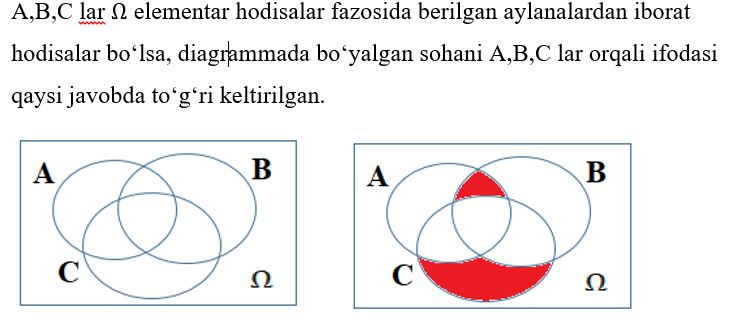 A,B,C lar Ω elementar hodisalar fazosida berilgan aylanalardan iborat
hodisalar bo‘lsa, diagrammada bo‘yalgan sohani A,B,C lar orqali ifodasi
qaysi javobda to‘g‘ri keltirilgan.
A B A B
C Ω C Ω